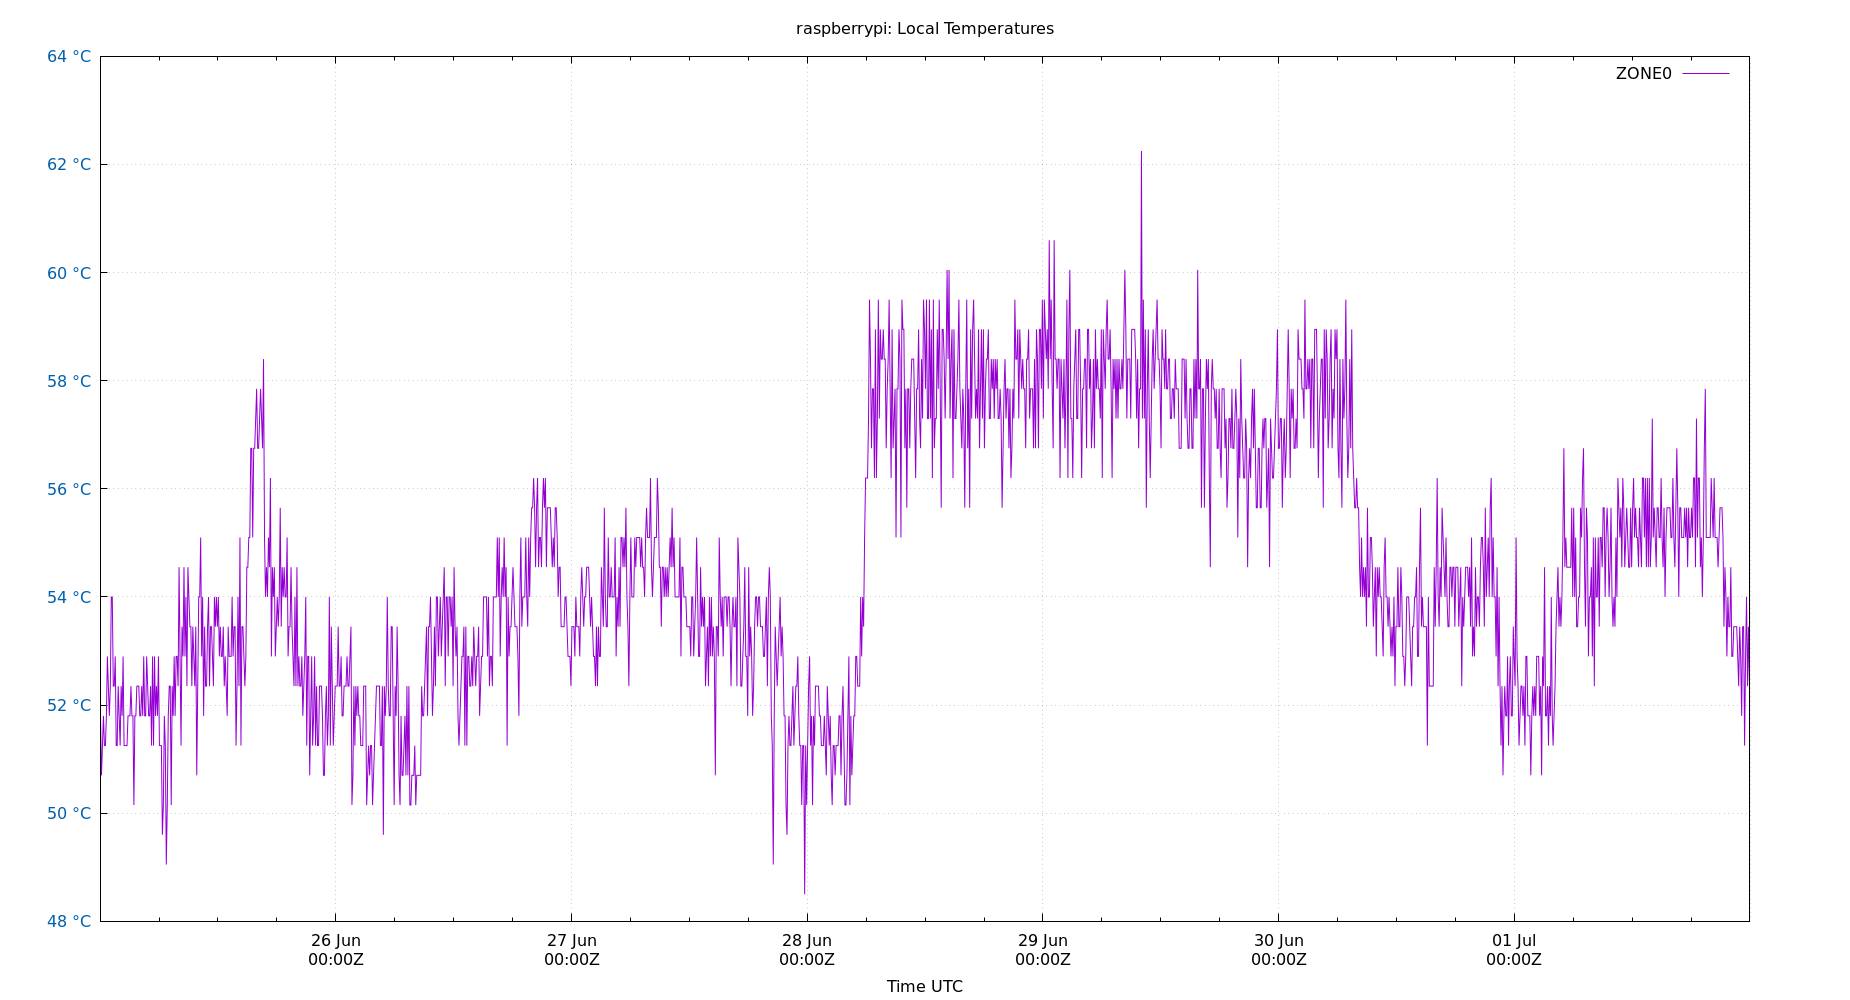 raspberrypi: Local Temperatures
64 °C
ZONE0
62 °C
60 °C
58 °C
56 °C
54 °C
52 °C
50 °C
48 °C
26 Jun 27 Jun 28 Jun 29 Jun 30 Jun 01 Jul
00:00Z 00:00Z 00:00Z 00:00Z 00:00Z 00:00Z
Time UTC